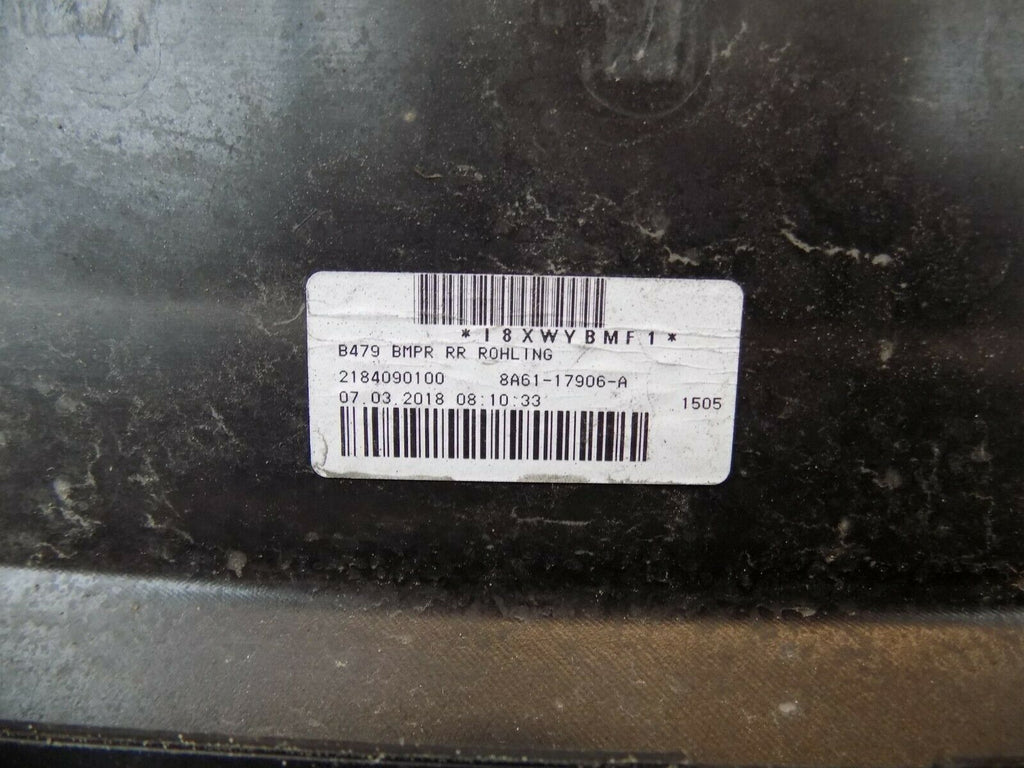 *I8XWYBMF1*
B479 BMPR RR ROHLING
2184090100 8A61-17906-A
07.03.2018 08:10:33 1505